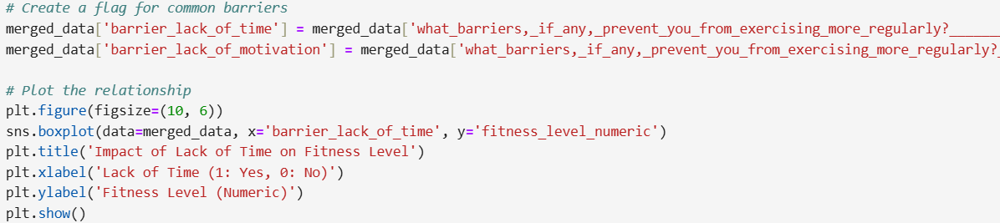 # Create a flag for common barriers
merged_data['barrier_lack_of_time'] = merged_data['what_barriers,_if_any,_prevent_you_from_exercising_more_regularly?______
merged_data['barrier_lack_of_motivation'] = merged_data['what_barriers,_if_any,_prevent_you_from_exercising_more_regularly?_
# Plot the relationship
plt.figure(figsize=(10, 6))
sns.boxplot(data=merged_data, x='barrier_lack_of_time', y='fitness_level_numeric')
plt.title('Impact of Lack of Time on Fitness Level')
plt.xlabel('Lack of Time (1: Yes, 0: No)')
plt.ylabel('Fitness Level (Numeric)')
plt.show()